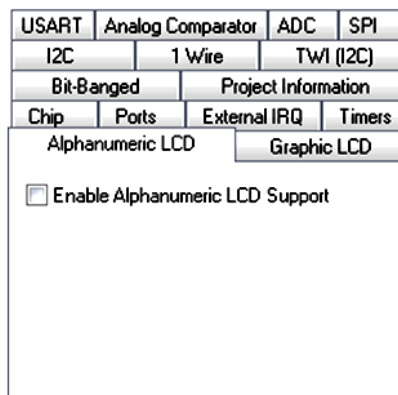 USART Analog Comparator ADC SPI
I2C 1 Wire TWI (I2C)
Bit-Banged Project Information
Chip Ports External IRQ Timers
Alphanumeric LCD Graphic LCD
Enable Alphanumeric LCD Support